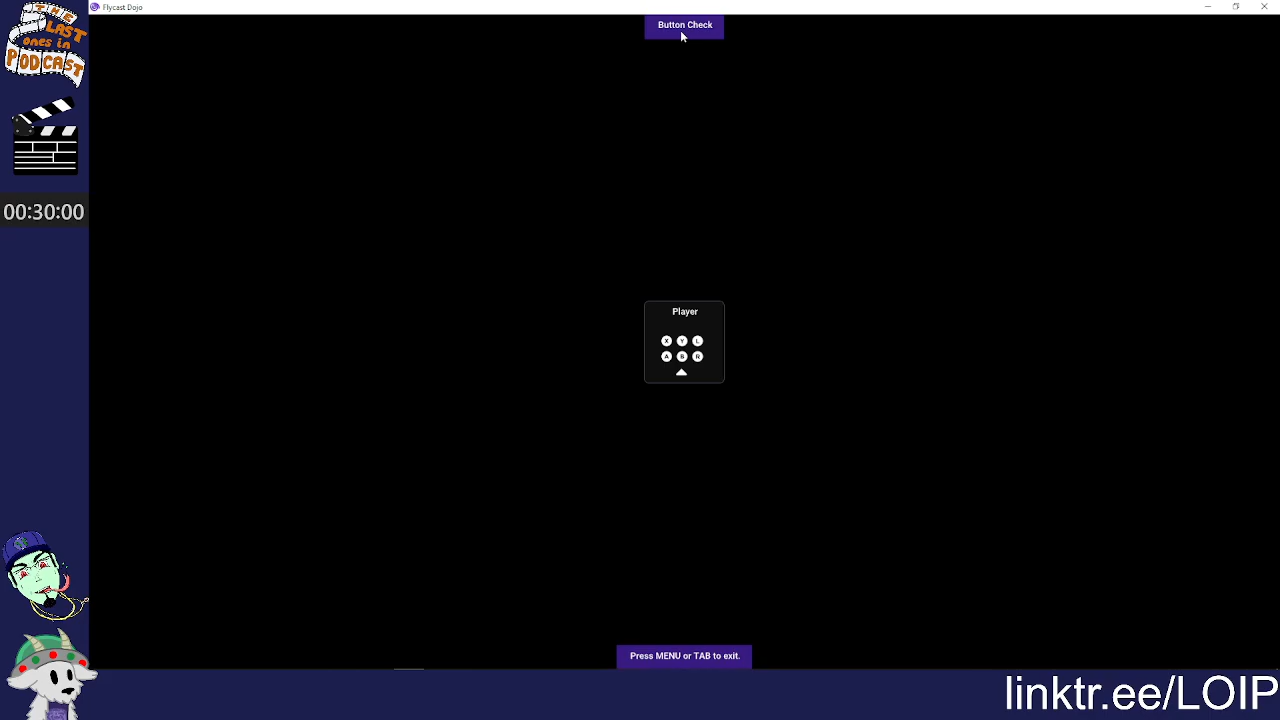 THE
LAST
ones in
PODCAST
Flycast Dojo
Button Check
00:30:00
Player
X Y L
A B R
Press MENU or TAB to exit.
linktr.ee/LOIP